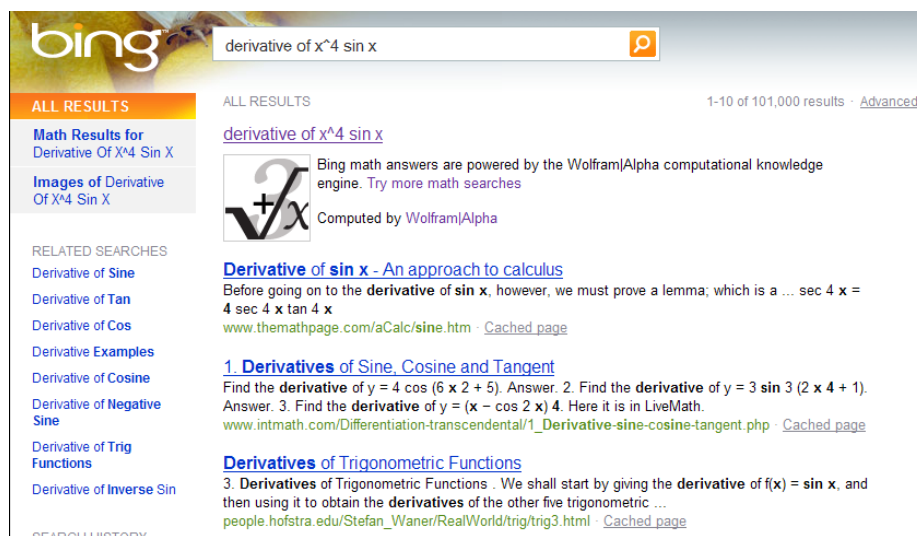 bing™
derivative of x^4 sin x
ALL RESULTS
Math Results for
Derivative Of X^4 Sin X
Images of Derivative
Of X^4 Sin X
RELATED SEARCHES
Derivative of Sine
Derivative of Tan
Derivative of Cos
Derivative Examples
Derivative of Cosine
Derivative of Negative
Sine
Derivative of Trig
Functions
Derivative of Inverse Sin
SEARCH HISTORY
ALL RESULTS
1-10 of 101,000 results · Advanced
derivative of x^4 sin x
3 + √x
Bing math answers are powered by the Wolfram|Alpha computational knowledge
engine. Try more math searches
Computed by Wolfram|Alpha
Derivative of sin x - An approach to calculus
Before going on to the derivative of sin x, however, we must prove a lemma; which is a ... sec 4 x =
4 sec 4 x tan 4 x
www.themathpage.com/aCalc/sine.htm · Cached page
1. Derivatives of Sine, Cosine and Tangent
Find the derivative of y = 4 cos (6 x 2 + 5). Answer. 2. Find the derivative of y = 3 sin 3 (2 x 4 + 1).
Answer. 3. Find the derivative of y = (x − cos 2 x) 4. Here it is in LiveMath.
www.intmath.com/Differentiation-transcendental/1_Derivative-sine-cosine-tangent.php · Cached page
Derivatives of Trigonometric Functions
3. Derivatives of Trigonometric Functions . We shall start by giving the derivative of f(x) = sin x, and
then using it to obtain the derivatives of the other five trigonometric ...
people.hofstra.edu/Stefan_Waner/RealWorld/trig/trig3.html · Cached page